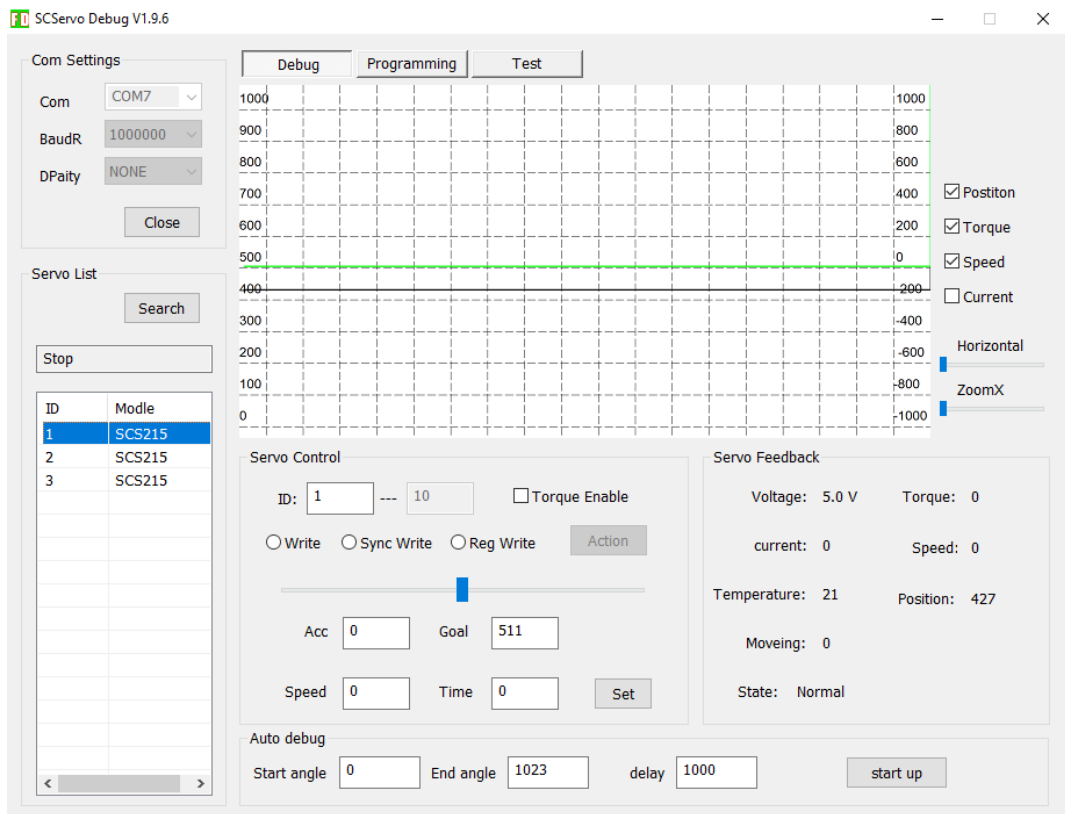 FD SCServo Debug V1.9.6
Com Settings
Com COM7
BaudR 1000000
DPaity NONE
Close
Servo List
Search
Stop
ID Modle
1 SCS215
2 SCS215
3 SCS215
Debug Programming Test
1000 1000
900 800
800 600
700 400
600 200
500 0
400 -200
300 -400
200 -600
100 -800
0 -1000
Postiton
Torque
Speed
Current
Horizontal
ZoomX
Servo Control
ID: 1 --- 10 Torque Enable
Write Sync Write Reg Write Action
Acc 0 Goal 511
Speed 0 Time 0 Set
Servo Feedback
Voltage: 5.0 V Torque: 0
current: 0 Speed: 0
Temperature: 21 Position: 427
Moveing: 0
State: Normal
Auto debug
Start angle 0 End angle 1023 delay 1000 start up